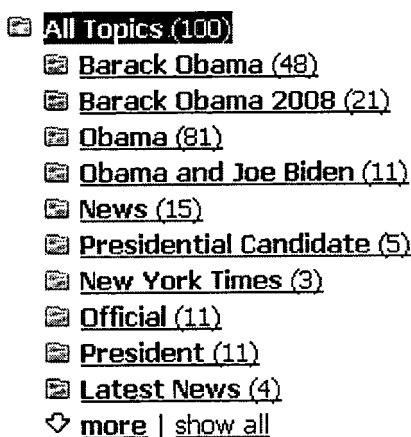 All Topics (100)
Barack Obama (48)
Barack Obama 2008 (21)
Obama (81)
Obama and Joe Biden (11)
News (15)
Presidential Candidate (5)
New York Times (3)
Official (11)
President (11)
Latest News (4)
more | show all